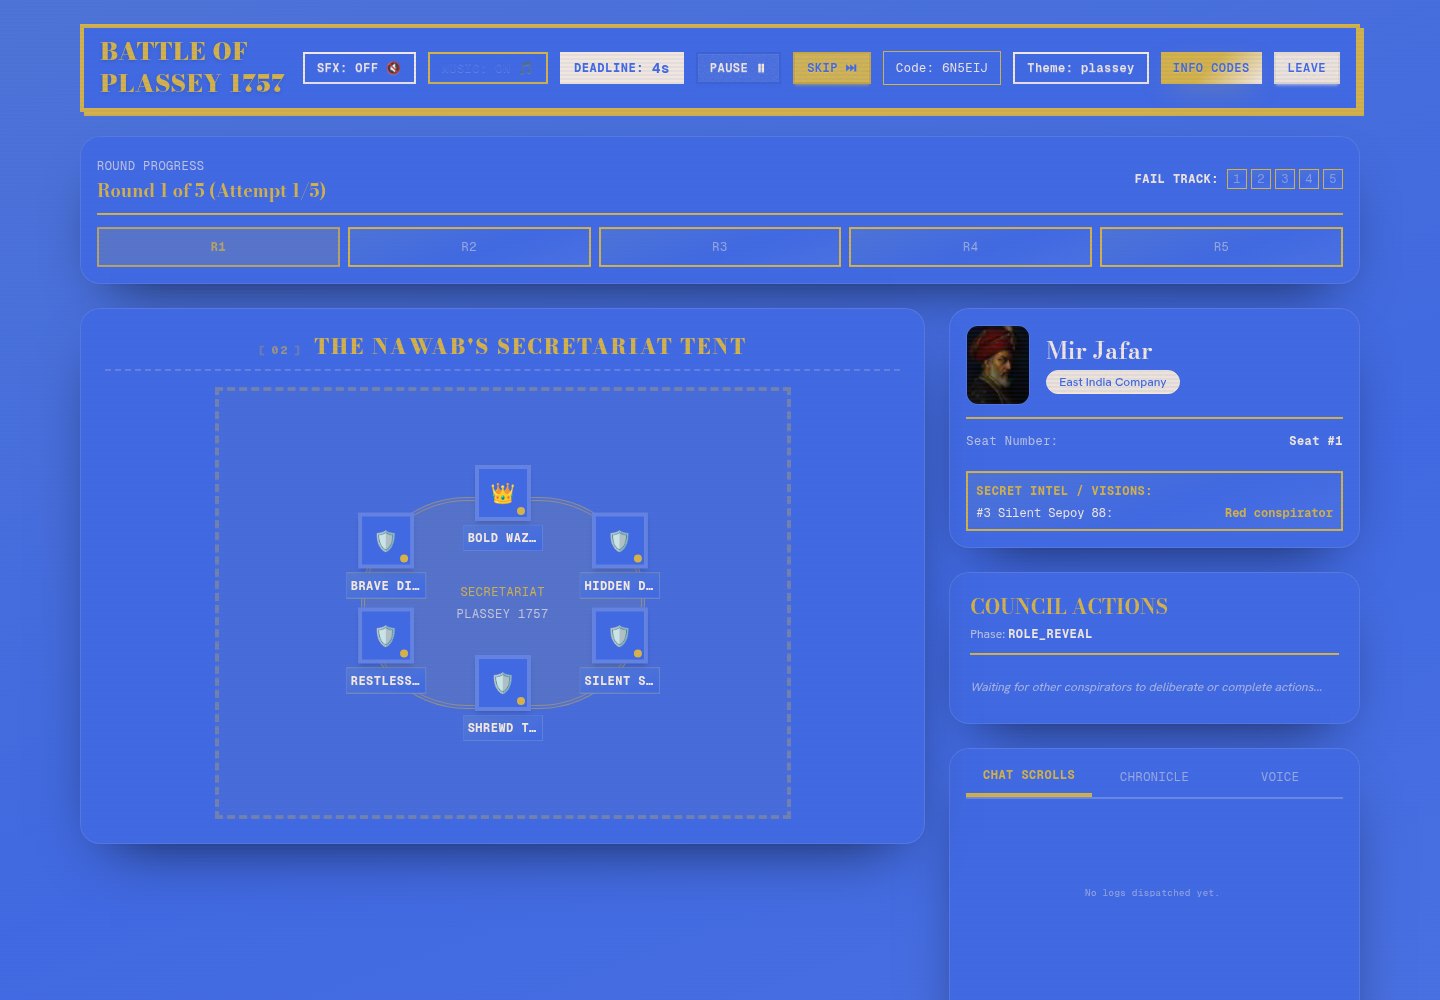 BATTLE OF
PLASSEY 1757
SFX: OFF 🔇
MUSIC: ON 🎵
DEADLINE: 4s
PAUSE ⏸
SKIP ⏭
Code: 6N5EIJ
Theme: plassey
INFO CODES
LEAVE
ROUND PROGRESS
Round 1 of 5 (Attempt 1/5)
FAIL TRACK: 1 2 3 4 5
R1 R2 R3 R4 R5
[ 02 ] THE NAWAB'S SECRETARIAT TENT
BOLD WAZ…
BRAVE DI…
HIDDEN D…
SECRETARIAT
PLASSEY 1757
RESTLESS…
SILENT S…
SHREWD T…
Mir Jafar
East India Company
Seat Number: Seat #1
SECRET INTEL / VISIONS:
#3 Silent Sepoy 88: Red conspirator
COUNCIL ACTIONS
Phase: ROLE_REVEAL
Waiting for other conspirators to deliberate or complete actions...
CHAT SCROLLS CHRONICLE VOICE
No logs dispatched yet.